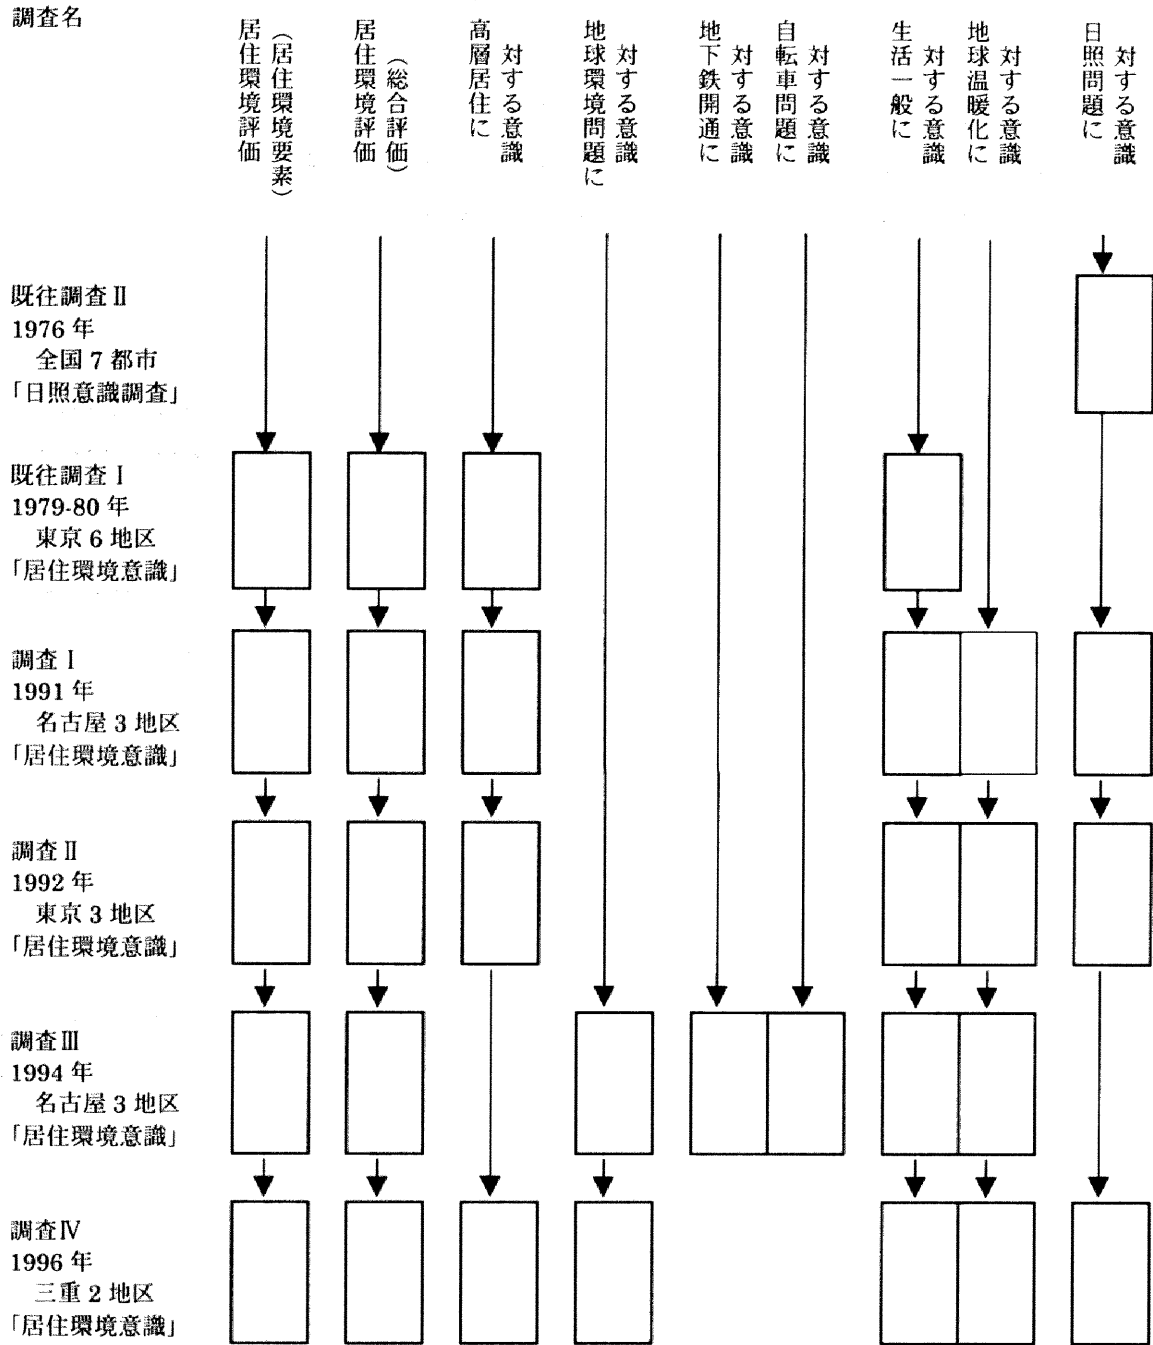 調査名
居住環境評価
（居住環境要素）
居住環境評価
（総合評価）
高層居住に
対する意識
地球環境問題に
対する意識
地下鉄開通に
対する意識
自転車問題に
対する意識
生活一般に
対する意識
地球温暖化に
対する意識
日照問題に
対する意識
既往調査Ⅱ
1976年
全国7都市
「日照意識調査」
既往調査Ⅰ
1979-80年
東京6地区
「居住環境意識」
調査Ⅰ
1991年
名古屋3地区
「居住環境意識」
調査Ⅱ
1992年
東京3地区
「居住環境意識」
調査Ⅲ
1994年
名古屋3地区
「居住環境意識」
調査Ⅳ
1996年
三重2地区
「居住環境意識」